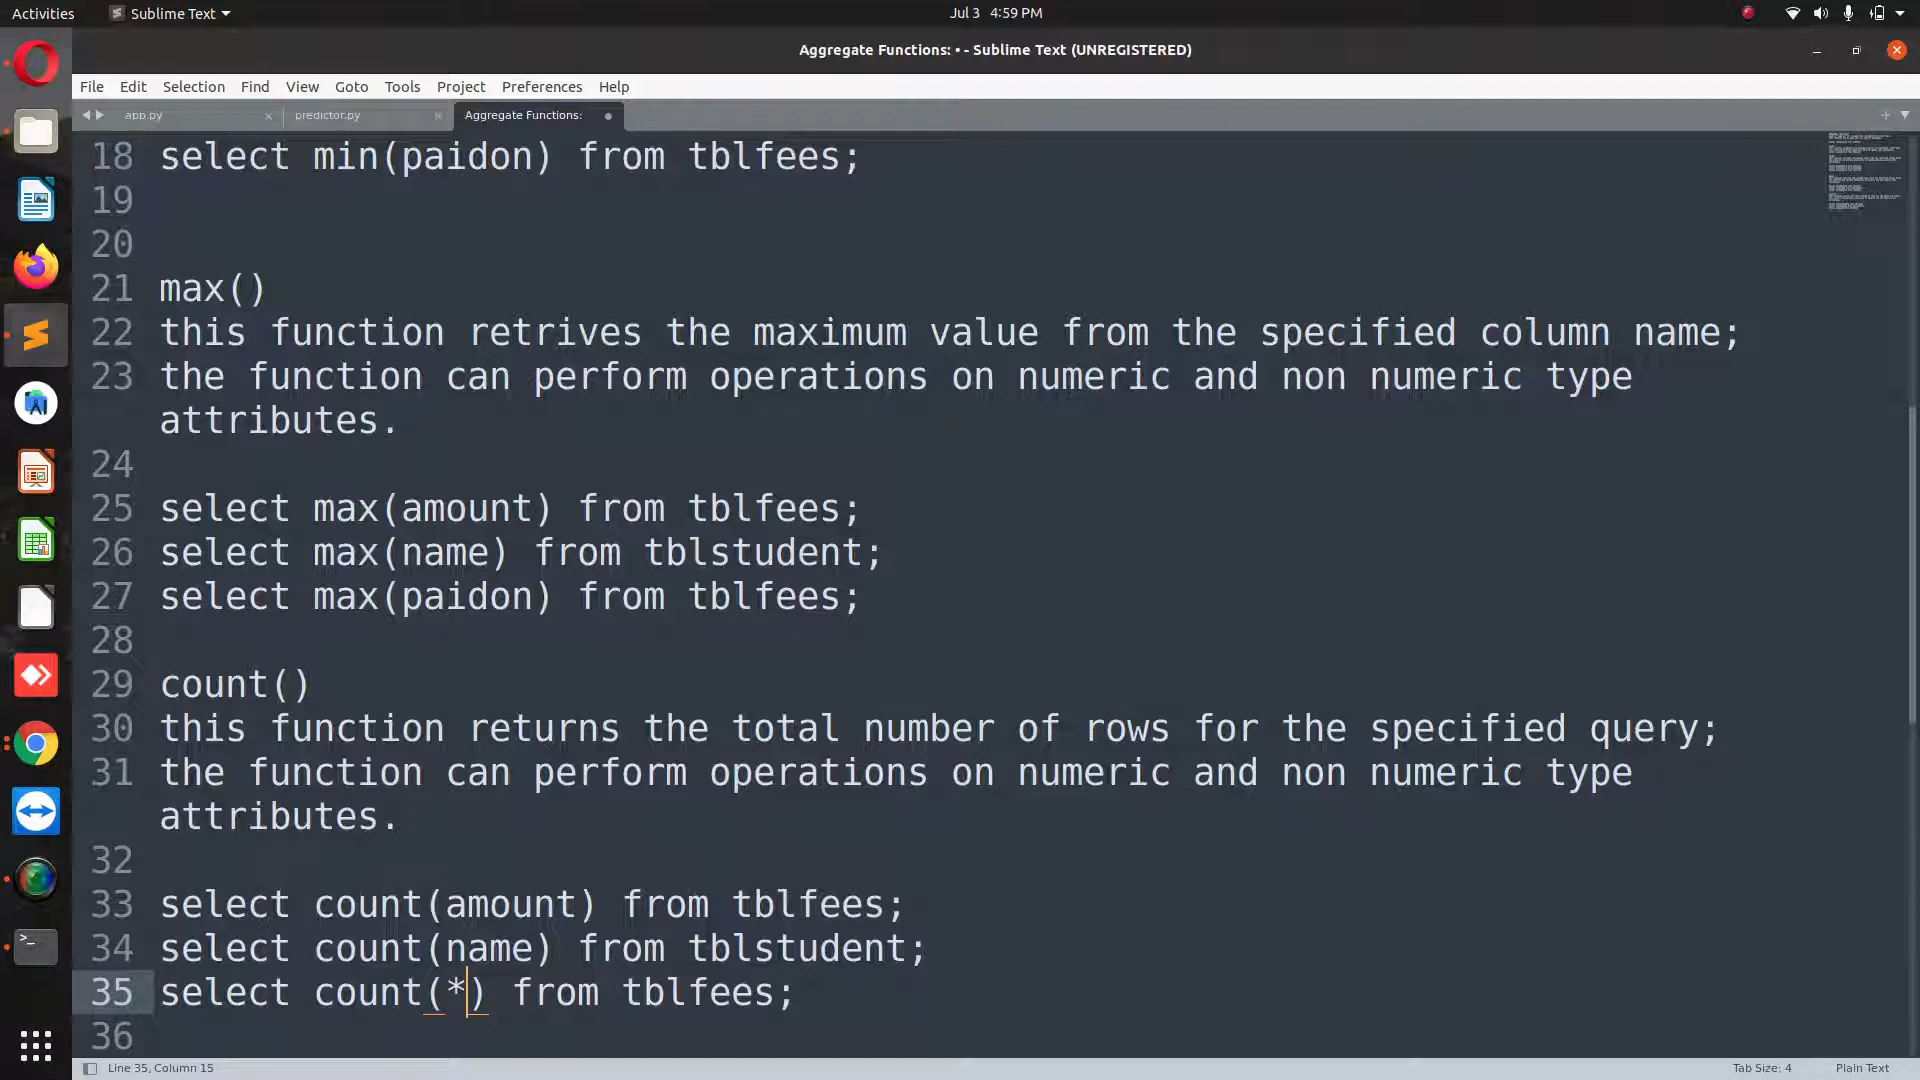 Activities Sublime Text Jul 3 4:59 PM
Aggregate Functions: • - Sublime Text (UNREGISTERED)
File Edit Selection Find View Goto Tools Project Preferences Help
app.py predictor.py Aggregate Functions:
18 select min(paidon) from tblfees;
19
20
21 max()
22 this function retrives the maximum value from the specified column name;
23 the function can perform operations on numeric and non numeric type
attributes.
24
25 select max(amount) from tblfees;
26 select max(name) from tblstudent;
27 select max(paidon) from tblfees;
28
29 count()
30 this function returns the total number of rows for the specified query;
31 the function can perform operations on numeric and non numeric type
attributes.
32
33 select count(amount) from tblfees;
34 select count(name) from tblstudent;
35 select count(*) from tblfees;
36
Line 35, Column 15 Tab Size: 4 Plain Text